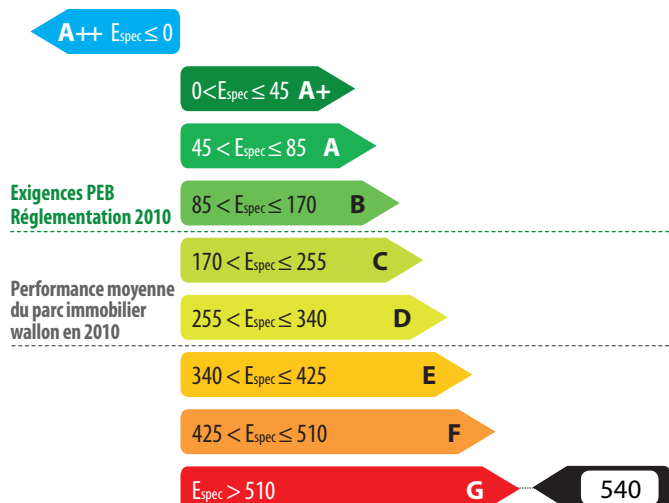 A++ Espec ≤ 0
0<Espec ≤ 45 A+
45 < Espec ≤ 85 A
Exigences PEB
Réglementation 2010
85 < Espec ≤ 170 B
170 < Espec ≤ 255 C
Performance moyenne
du parc immobilier
wallon en 2010
255 < Espec ≤ 340 D
340 < Espec ≤ 425 E
425 < Espec ≤ 510 F
Espec > 510 G 540